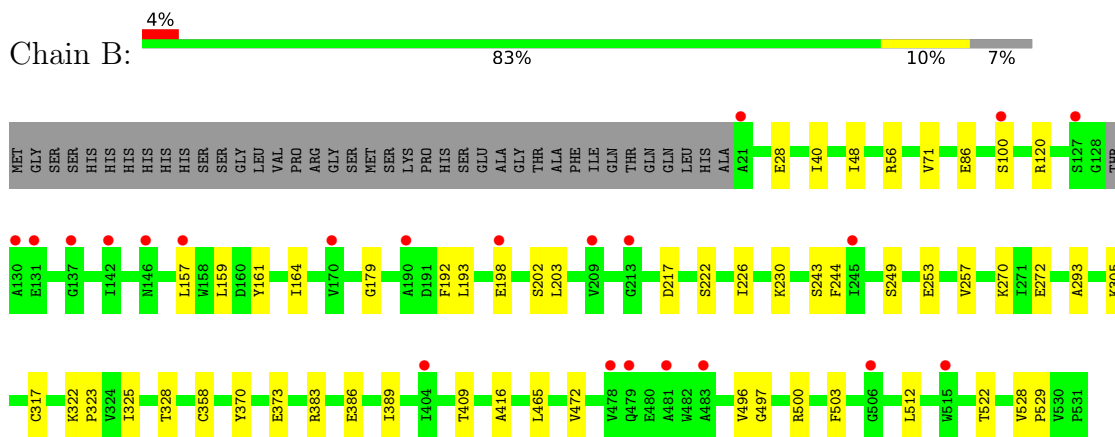 4%
Chain B:
83% 10% 7%
MET GLY SER SER HIS HIS HIS HIS HIS HIS SER SER GLY LEU VAL PRO ARG GLY SER MET SER LYS PRO HIS SER GLU ALA GLY THR ALA PHE ILE GLN THR GLN GLN LEU HIS ALA A21 E28 I40 I48 R56 V71 E86 S100 R120 S127 G128 THR
A130 E131 G137 I142 N146 L157 W158 L159 D160 Y161 I164 V170 G179 A190 D191 F192 L193 E198 S202 L203 V209 G213 D217 S222 I226 K230 S243 F244 I245 S249 E253 V257 K270 I271 E272 A293 K305
C317 K322 P323 V324 I325 T328 C358 Y370 E373 R383 E386 I389 I404 T409 A416 L465 V472 V478 Q479 E480 A481 W482 A483 V496 G497 R500 F503 G506 L512 W515 T522 V528 P529 V530 P531